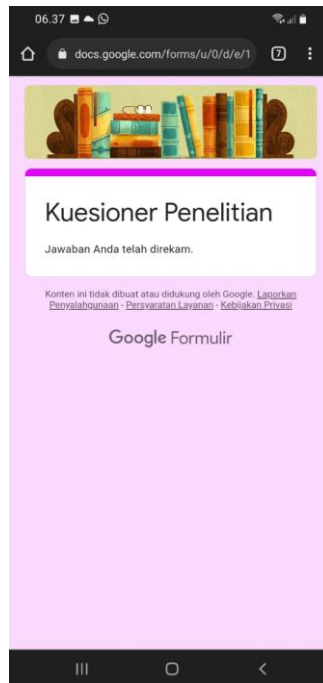 06.37
docs.google.com/forms/u/0/d/e/1
7
Kuesioner Penelitian
Jawaban Anda telah direkam.
Konten ini tidak dibuat atau didukung oleh Google. Laporkan
Penyalahgunaan - Persyaratan Layanan - Kebijakan Privasi
Google Formulir